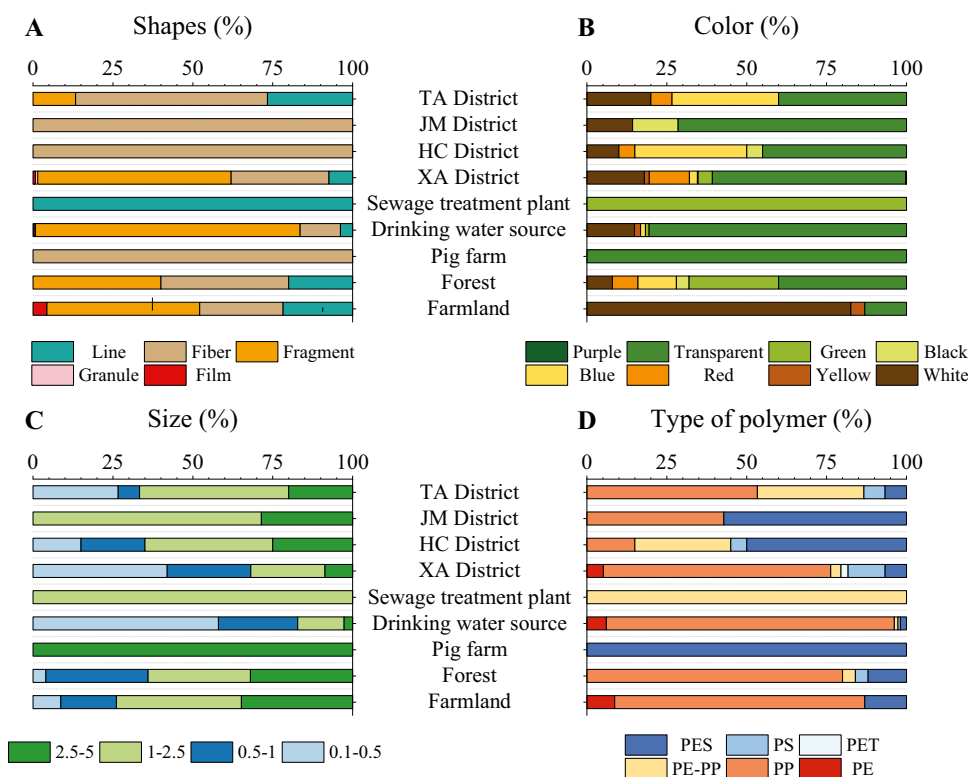 A Shapes (%) B Color (%)
0 25 50 75 100 0 25 50 75 100
TA District
JM District
HC District
XA District
Sewage treatment plant
Drinking water source
Pig farm
Forest
Farmland
Line Fiber Fragment
Granule Film
Purple Transparent Green Black
Blue Red Yellow White
C Size (%) D Type of polymer (%)
0 25 50 75 100 0 25 50 75 100
TA District
JM District
HC District
XA District
Sewage treatment plant
Drinking water source
Pig farm
Forest
Farmland
2.5-5 1-2.5 0.5-1 0.1-0.5
PES PS PET
PE-PP PP PE